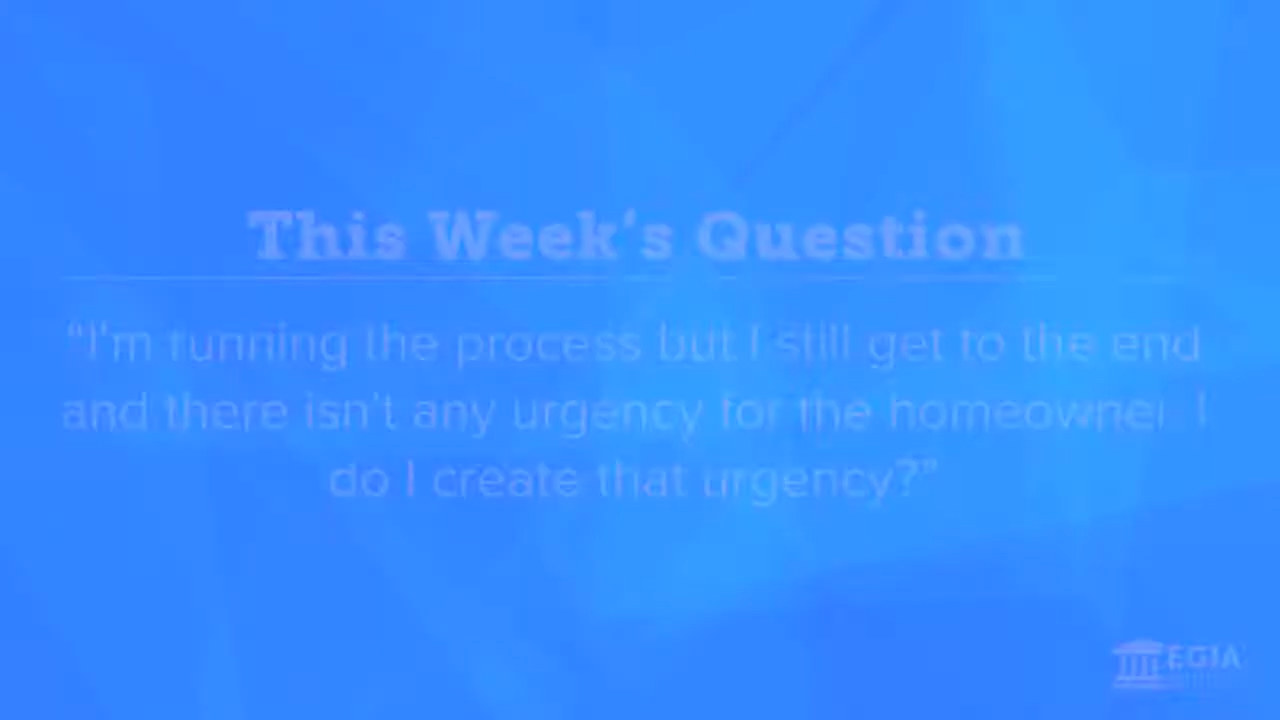 This Week's Question
"I'm running the process but I still get to the end
and there isn't any urgency for the homeowner. I
do I create that urgency?"
EGIA